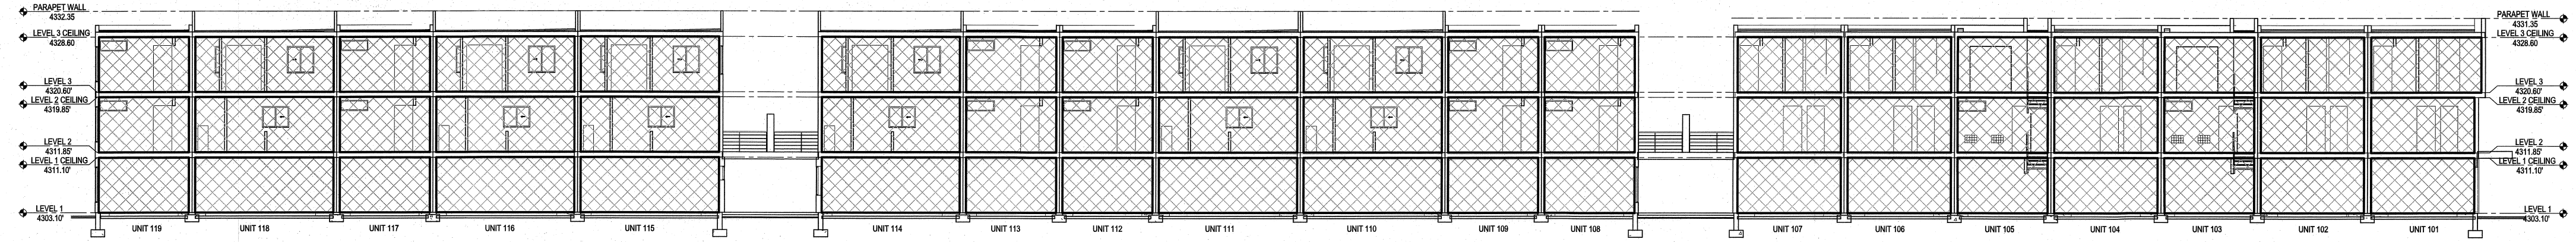 PARAPET WALL
4332.35
LEVEL 3 CEILING
4328.60
LEVEL 3
4320.60'
LEVEL 2 CEILING
4319.85'
LEVEL 2
4311.85'
LEVEL 1 CEILING
4311.10'
LEVEL 1
4303.10'
UNIT 119
UNIT 118
UNIT 117
UNIT 116
UNIT 115
UNIT 114
UNIT 113
UNIT 112
UNIT 111
UNIT 110
UNIT 109
UNIT 108
UNIT 107
UNIT 106
UNIT 105
UNIT 104
UNIT 103
UNIT 102
UNIT 101
PARAPET WALL
4331.35
LEVEL 3 CEILING
4328.60
LEVEL 3
4320.60'
LEVEL 2 CEILING
4319.85'
LEVEL 2
4311.85'
LEVEL 1 CEILING
4311.10'
LEVEL 1
4303.10'